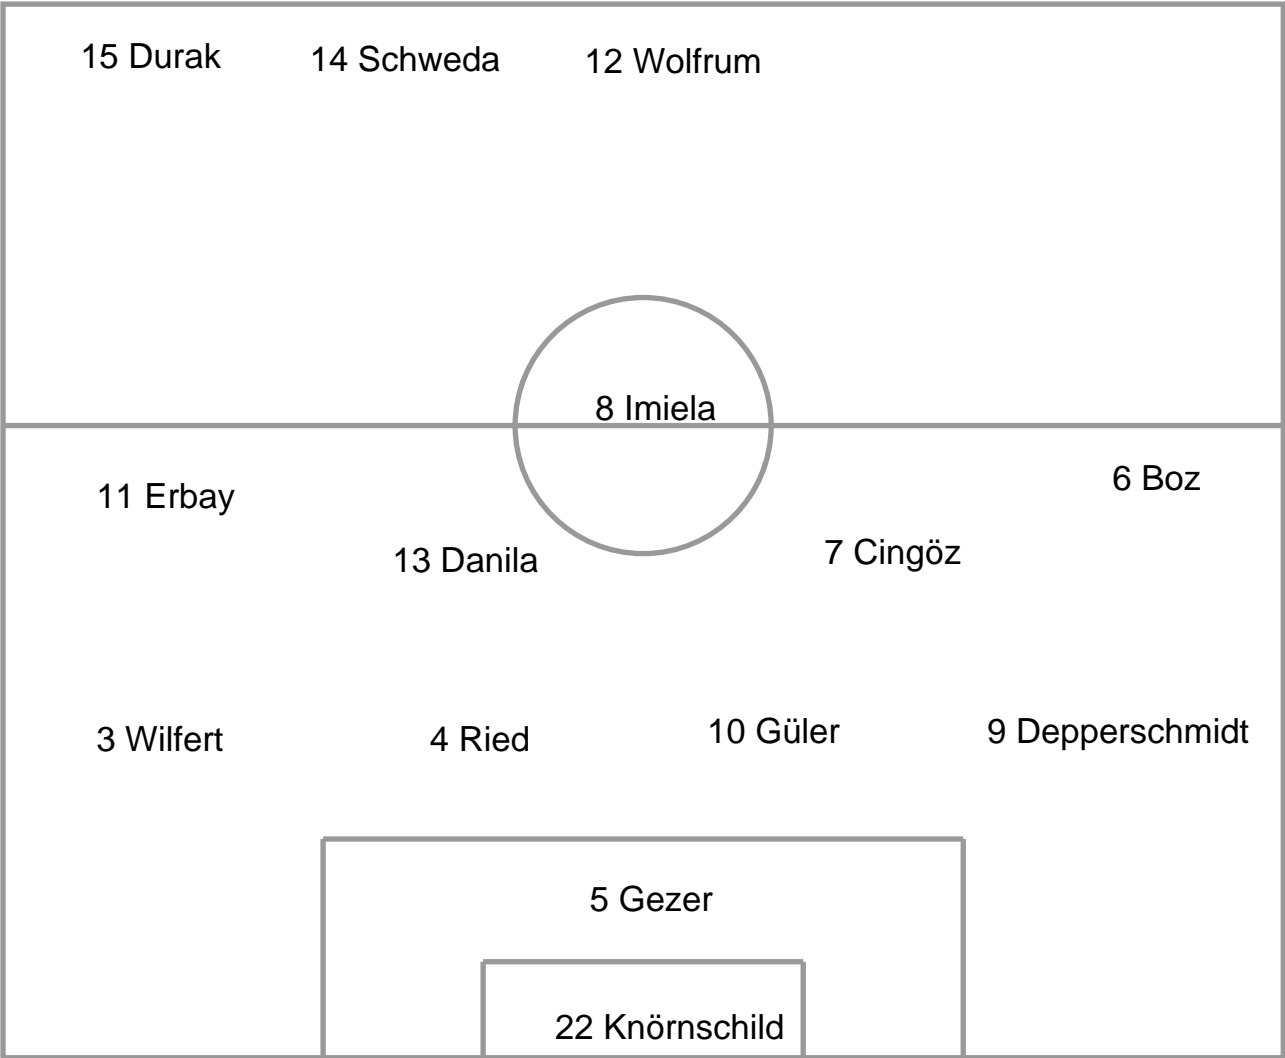 15 Durak
14 Schweda
12 Wolfrum
8 Imiela
11 Erbay
6 Boz
13 Danila
7 Cingöz
3 Wilfert
4 Ried
10 Güler
9 Depperschmidt
5 Gezer
22 Knörnschild